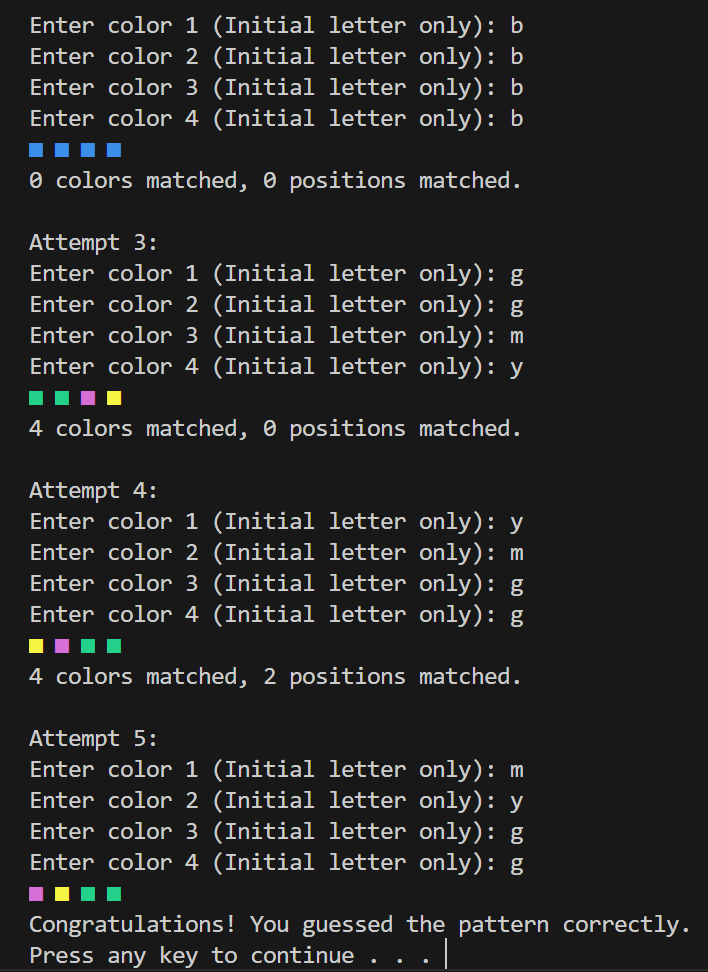 Enter color 1 (Initial letter only): b
Enter color 2 (Initial letter only): b
Enter color 3 (Initial letter only): b
Enter color 4 (Initial letter only): b
■ ■ ■ ■
0 colors matched, 0 positions matched.

Attempt 3:
Enter color 1 (Initial letter only): g
Enter color 2 (Initial letter only): g
Enter color 3 (Initial letter only): m
Enter color 4 (Initial letter only): y
■ ■ ■ ■
4 colors matched, 0 positions matched.

Attempt 4:
Enter color 1 (Initial letter only): y
Enter color 2 (Initial letter only): m
Enter color 3 (Initial letter only): g
Enter color 4 (Initial letter only): g
■ ■ ■ ■
4 colors matched, 2 positions matched.

Attempt 5:
Enter color 1 (Initial letter only): m
Enter color 2 (Initial letter only): y
Enter color 3 (Initial letter only): g
Enter color 4 (Initial letter only): g
■ ■ ■ ■
Congratulations! You guessed the pattern correctly.
Press any key to continue . . .